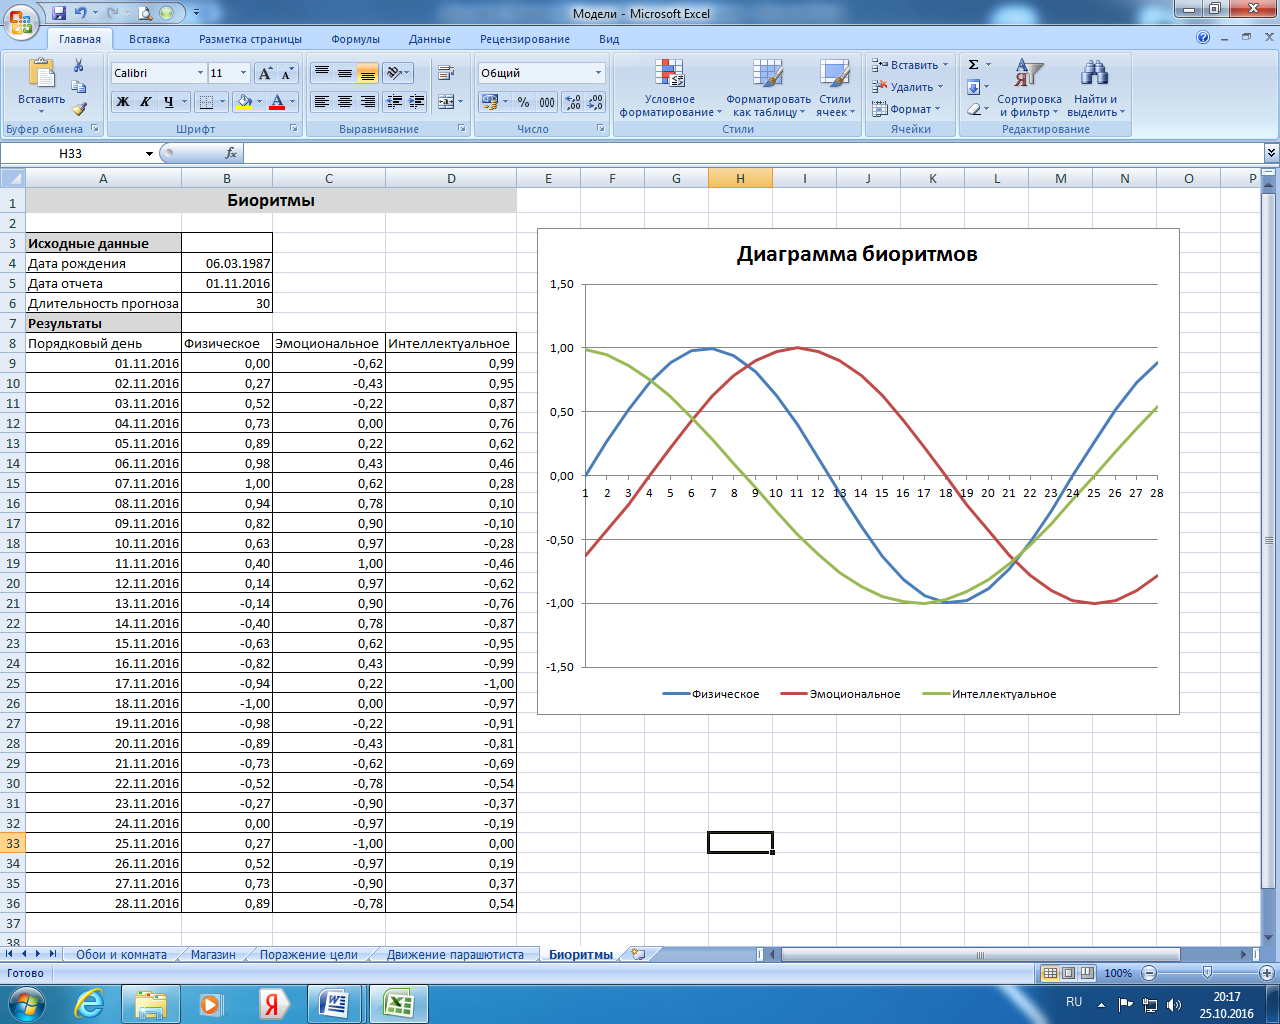 Модели - Microsoft Excel
Главная Вставка Разметка страницы Формулы Данные Рецензирование Вид
Вставить
Буфер обмена
Calibri 11
Ж К Ч
Шрифт
Выравнивание
Общий
% 000
Число
Условное форматирование
Форматировать как таблицу
Стили ячеек
Стили
Вставить
Удалить
Формат
Ячейки
Сортировка и фильтр
Найти и выделить
Редактирование
H33 fx
A B C D E F G H I J K L M N O P
1 Биоритмы
2
3 Исходные данные
4 Дата рождения 06.03.1987
5 Дата отчета 01.11.2016
6 Длительность прогноза 30
7 Результаты
8 Порядковый день Физическое Эмоциональное Интеллектуальное
9 01.11.2016 0,00 -0,62 0,99
10 02.11.2016 0,27 -0,43 0,95
11 03.11.2016 0,52 -0,22 0,87
12 04.11.2016 0,73 0,00 0,76
13 05.11.2016 0,89 0,22 0,62
14 06.11.2016 0,98 0,43 0,46
15 07.11.2016 1,00 0,62 0,28
16 08.11.2016 0,94 0,78 0,10
17 09.11.2016 0,82 0,90 -0,10
18 10.11.2016 0,63 0,97 -0,28
19 11.11.2016 0,40 1,00 -0,46
20 12.11.2016 0,14 0,97 -0,62
21 13.11.2016 -0,14 0,90 -0,76
22 14.11.2016 -0,40 0,78 -0,87
23 15.11.2016 -0,63 0,62 -0,95
24 16.11.2016 -0,82 0,43 -0,99
25 17.11.2016 -0,94 0,22 -1,00
26 18.11.2016 -1,00 0,00 -0,97
27 19.11.2016 -0,98 -0,22 -0,91
28 20.11.2016 -0,89 -0,43 -0,81
29 21.11.2016 -0,73 -0,62 -0,69
30 22.11.2016 -0,52 -0,78 -0,54
31 23.11.2016 -0,27 -0,90 -0,37
32 24.11.2016 0,00 -0,97 -0,19
33 25.11.2016 0,27 -1,00 0,00
34 26.11.2016 0,52 -0,97 0,19
35 27.11.2016 0,73 -0,90 0,37
36 28.11.2016 0,89 -0,78 0,54
37
38
Диаграмма биоритмов
1,50
1,00
0,50
0,00
-0,50
-1,00
-1,50
1 2 3 4 5 6 7 8 9 10 11 12 13 14 15 16 17 18 19 20 21 22 23 24 25 26 27 28
Физическое Эмоциональное Интеллектуальное
Обои и комната Магазин Поражение цели Движение парашютиста Биоритмы
Готово 100%
RU 20:17
25.10.2016